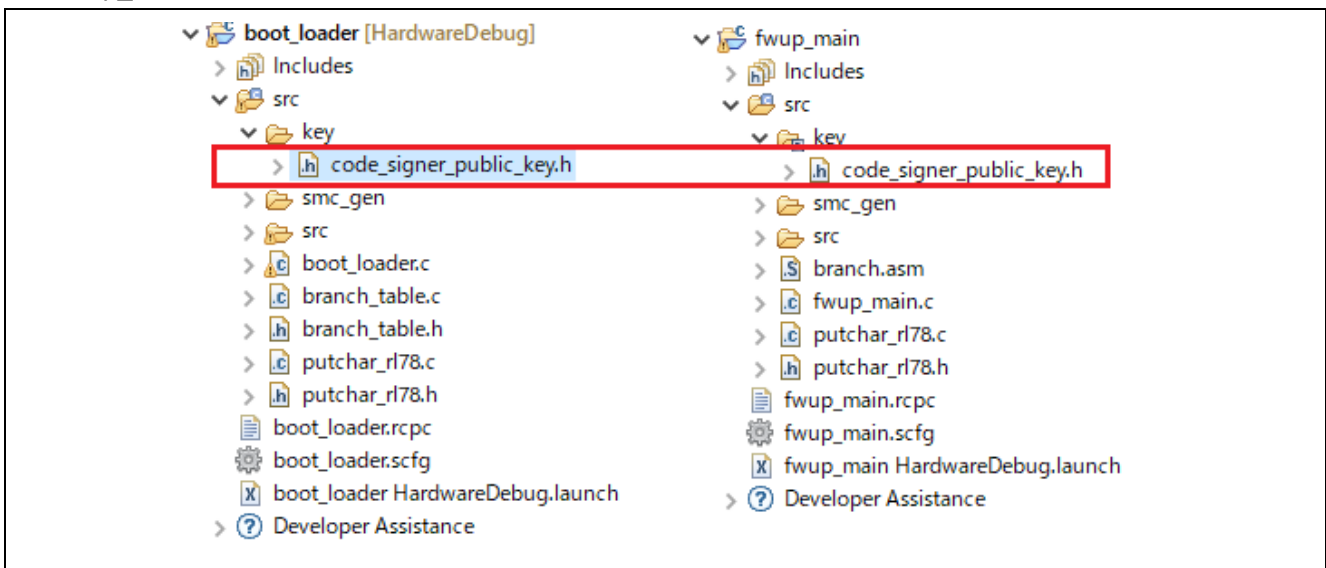 boot_loader [HardwareDebug]
Includes
src
key
code_signer_public_key.h
smc_gen
src
boot_loader.c
branch_table.c
branch_table.h
putchar_rl78.c
putchar_rl78.h
boot_loader.rcpc
boot_loader.scfg
boot_loader HardwareDebug.launch
Developer Assistance
fwup_main
Includes
src
key
code_signer_public_key.h
smc_gen
src
branch.asm
fwup_main.c
putchar_rl78.c
putchar_rl78.h
fwup_main.rcpc
fwup_main.scfg
fwup_main HardwareDebug.launch
Developer Assistance